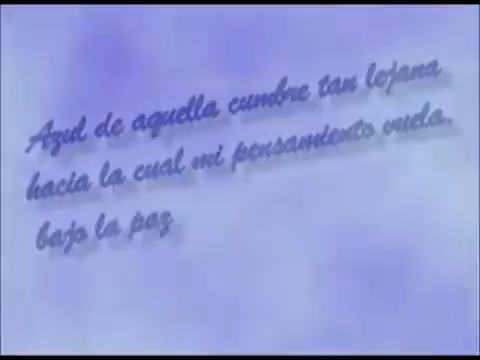 Azul de aquella cumbre tan lejana
hacia la cual mi pensamiento vuela,
bajo la paz